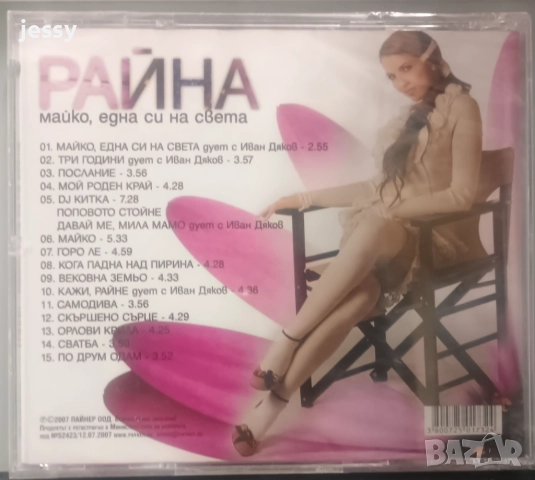 jessy
РАЙНА
майко, една си на света
01. МАЙКО, ЕДНА СИ НА СВЕТА дует с Иван Дяков - 2.55
02. ТРИ ГОДИНИ дует с Иван Дяков - 3.57
03. ПОСЛАНИЕ - 3.56
04. МОЙ РОДЕН КРАЙ - 4.28
05. DJ КИТКА - 7.28
ПОПОВОТО СТОЙНЕ
ДАВАЙ МЕ, МИЛА МАМО дует с Иван Дяков
06. МАЙКО - 5.33
07. ГОРО ЛЕ - 4.59
08. КОГА ПАДНА НАД ПИРИНА - 4.28
09. ВЕКОВНА ЗЕМЬО - 4.33
10. КАЖИ, РАЙНЕ дует с Иван Дяков - 4.36
11. САМОДИВА - 3.56
12. СКЪРШЕНО СЪРЦЕ - 4.29
13. ОРЛОВИ КРИЛА - 4.25
14. СВАТБА -
15. ПО ДРУМ ОДАМ - 3.52
℗©2007 ПАЙНЕР ООД
bazar.bg